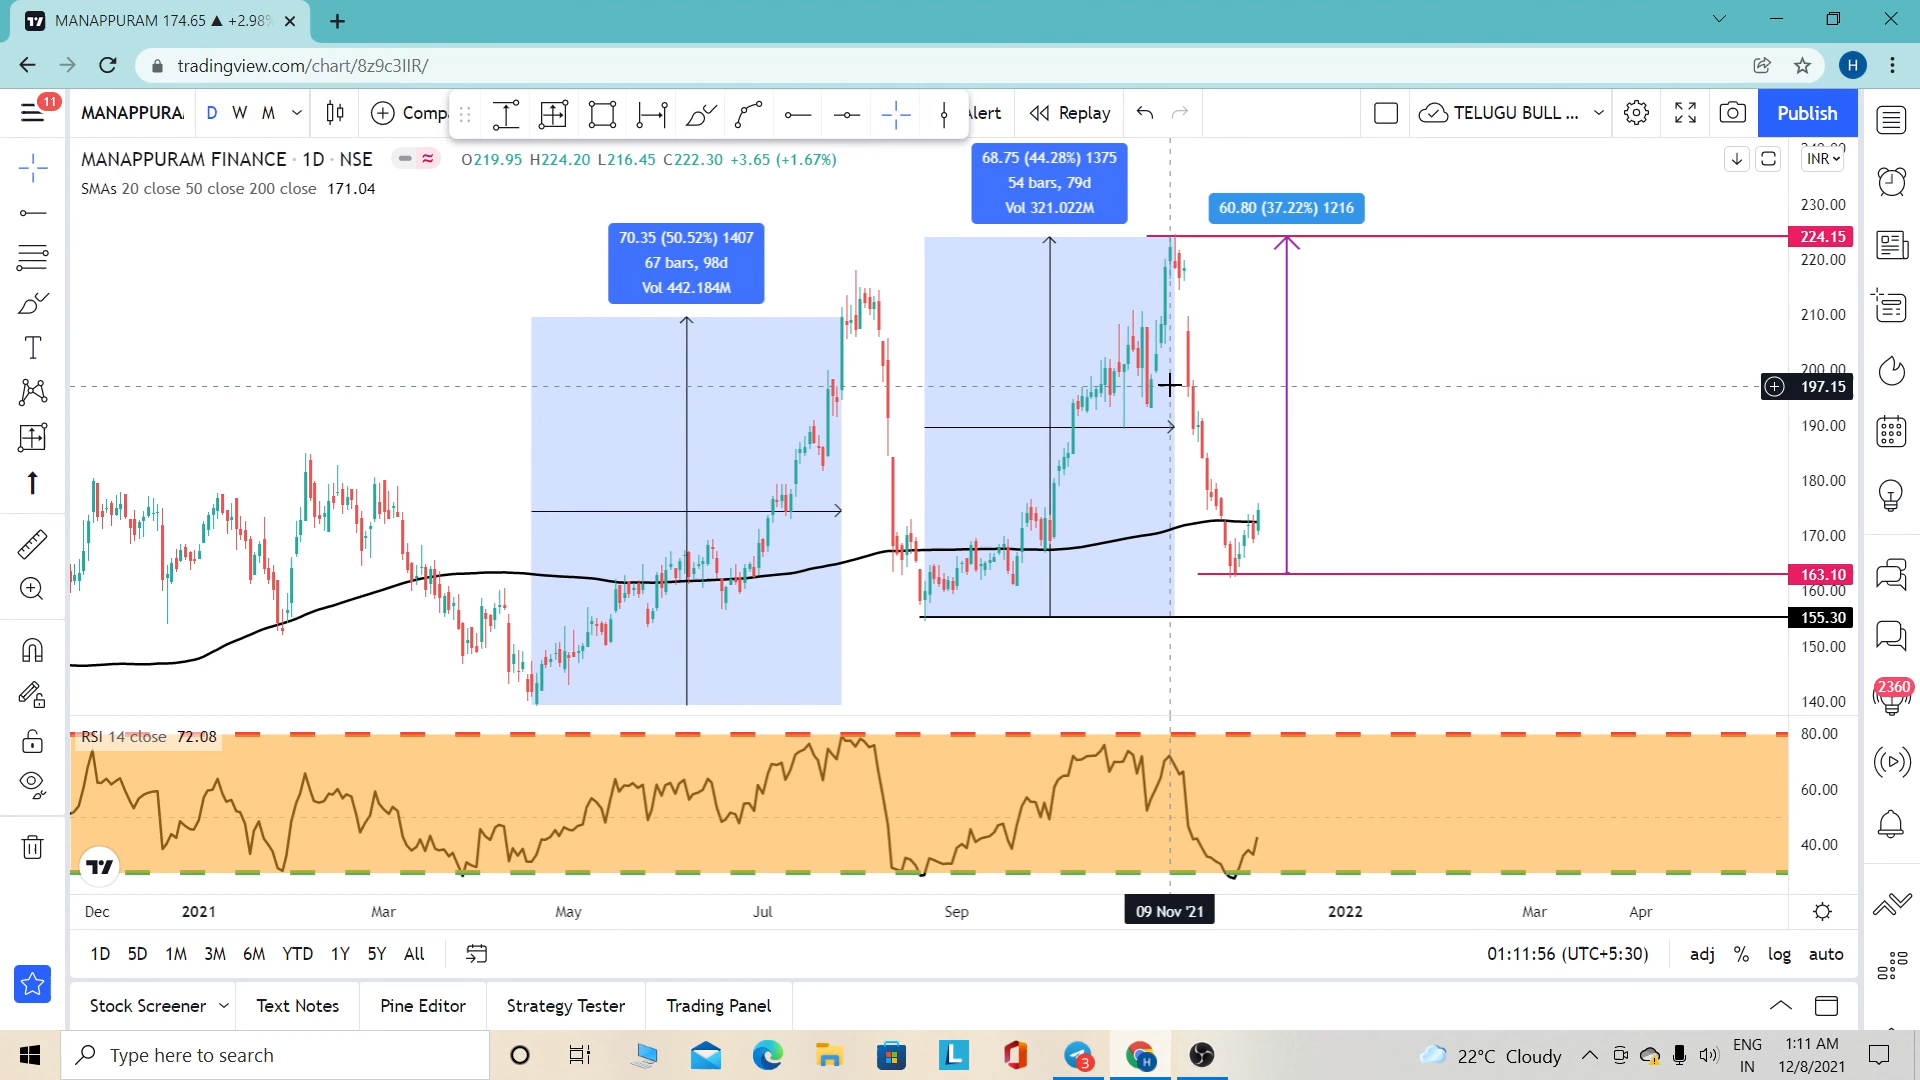 MANAPPURAM 174.65 ▲ +2.98%
tradingview.com/chart/8z9c3IIR/
H
11
MANAPPURA
D W M
Comp
lert
Replay
TELUGU BULL ...
Publish
MANAPPURAM FINANCE · 1D · NSE
O219.95 H224.20 L216.45 C222.30 +3.65 (+1.67%)
SMAs 20 close 50 close 200 close 171.04
INR
70.35 (50.52%) 1407
67 bars, 98d
Vol 442.184M
68.75 (44.28%) 1375
54 bars, 79d
Vol 321.022M
60.80 (37.22%) 1216
230.00
224.15
220.00
210.00
200.00
197.15
190.00
180.00
170.00
163.10
160.00
155.30
150.00
140.00
RSI 14 close 72.08
80.00
60.00
40.00
2360
Dec 2021 Mar May Jul Sep 09 Nov '21 2022 Mar Apr
1D 5D 1M 3M 6M YTD 1Y 5Y All
01:11:56 (UTC+5:30) adj % log auto
Stock Screener Text Notes Pine Editor Strategy Tester Trading Panel
Type here to search
L
3
H
22°C Cloudy
ENG
IN
1:11 AM
12/8/2021